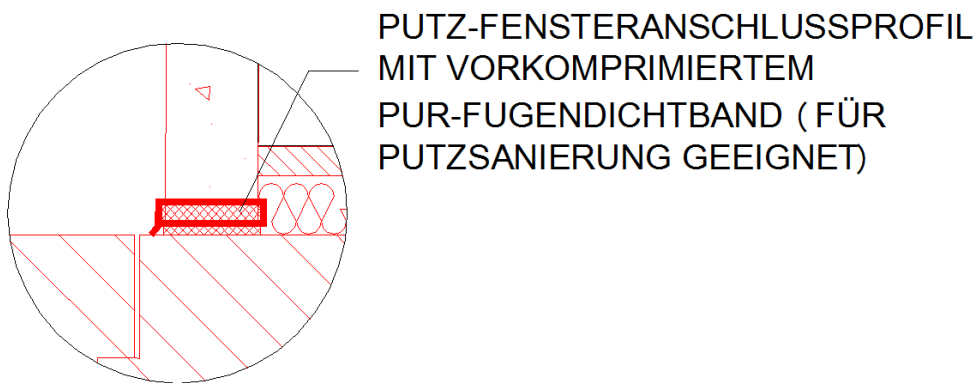 PUTZ-FENSTERANSCHLUSSPROFIL
MIT VORKOMPRIMIERTEM
PUR-FUGENDICHTBAND ( FÜR
PUTZSANIERUNG GEEIGNET)